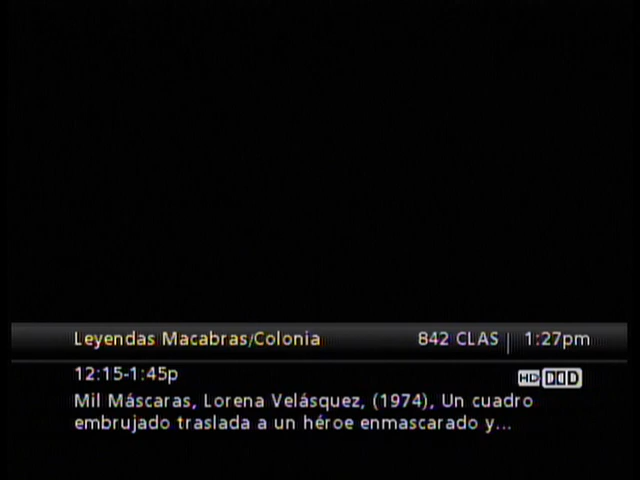 Leyendas Macabras/Colonia 842 CLAS 1:27pm
12:15-1:45p HD
Mil Máscaras, Lorena Velásquez, (1974), Un cuadro
embrujado traslada a un héroe enmascarado y...